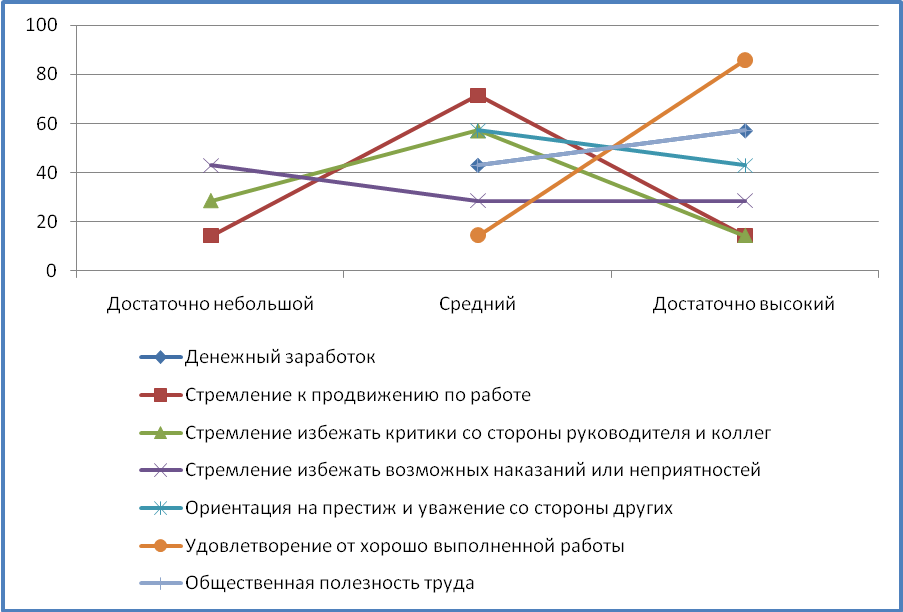 100
80
60
40
20
0
Достаточно небольшой Средний Достаточно высокий
Денежный заработок
Стремление к продвижению по работе
Стремление избежать критики со стороны руководителя и коллег
Стремление избежать возможных наказаний или неприятностей
Ориентация на престиж и уважение со стороны других
Удовлетворение от хорошо выполненной работы
Общественная полезность труда